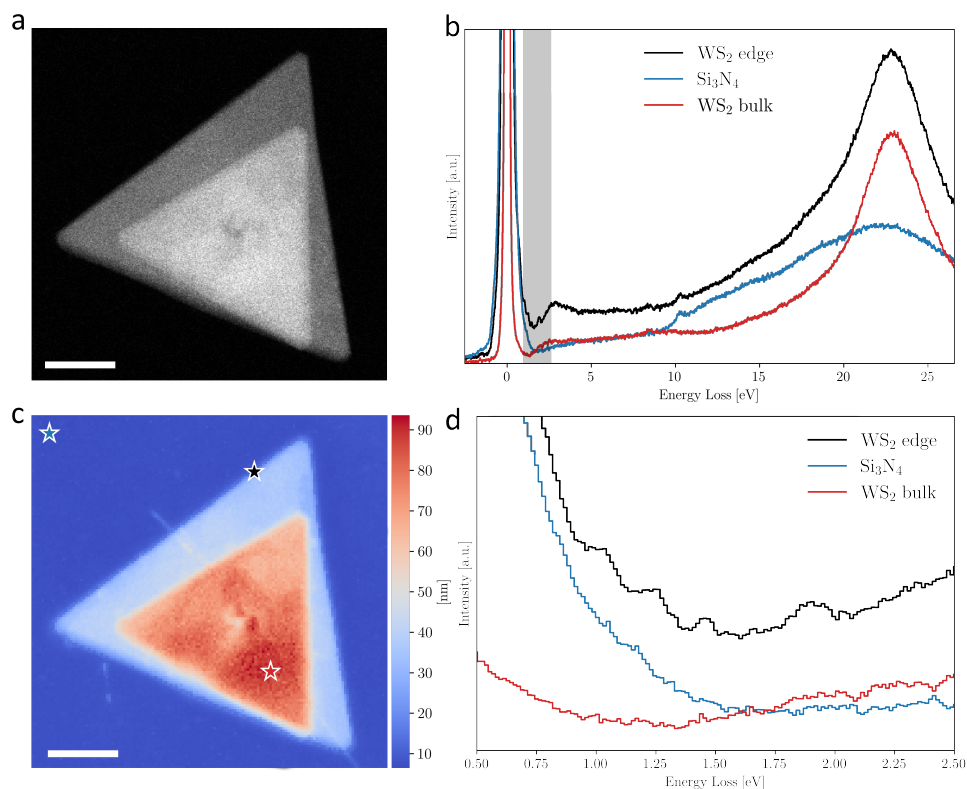 a
b
WS₂ edge
Si₃N₄
WS₂ bulk
Intensity [a.u.]
0 5 10 15 20 25
Energy Loss [eV]
c
90
80
70
60
50
40
30
20
10
[nm]
d
WS₂ edge
Si₃N₄
WS₂ bulk
Intensity [a.u.]
0.50 0.75 1.00 1.25 1.50 1.75 2.00 2.25 2.50
Energy Loss [eV]